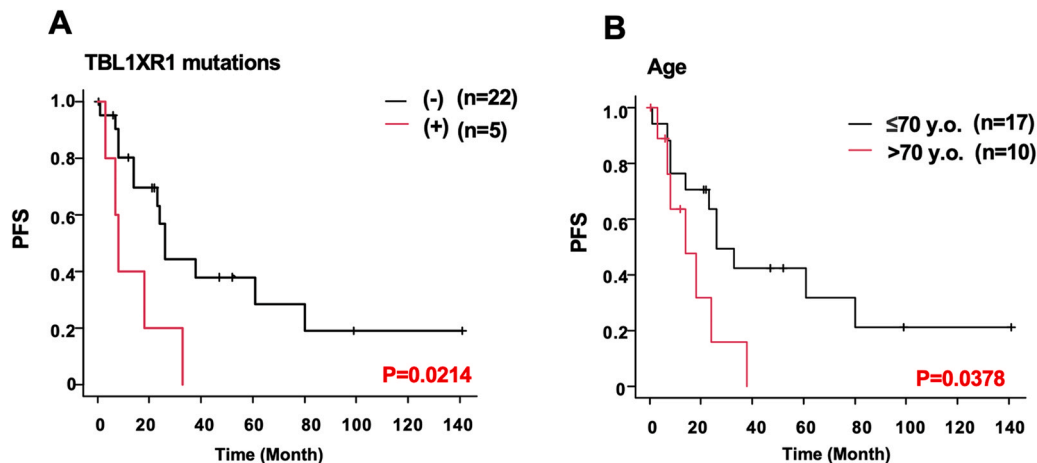 A
TBL1XR1 mutations
(-) (n=22)
(+) (n=5)
PFS
1.0
0.8
0.6
0.4
0.2
0
0 20 40 60 80 100 120 140
Time (Month)
P=0.0214
B
Age
≤70 y.o. (n=17)
>70 y.o. (n=10)
PFS
1.0
0.8
0.6
0.4
0.2
0
0 20 40 60 80 100 120 140
Time (Month)
P=0.0378